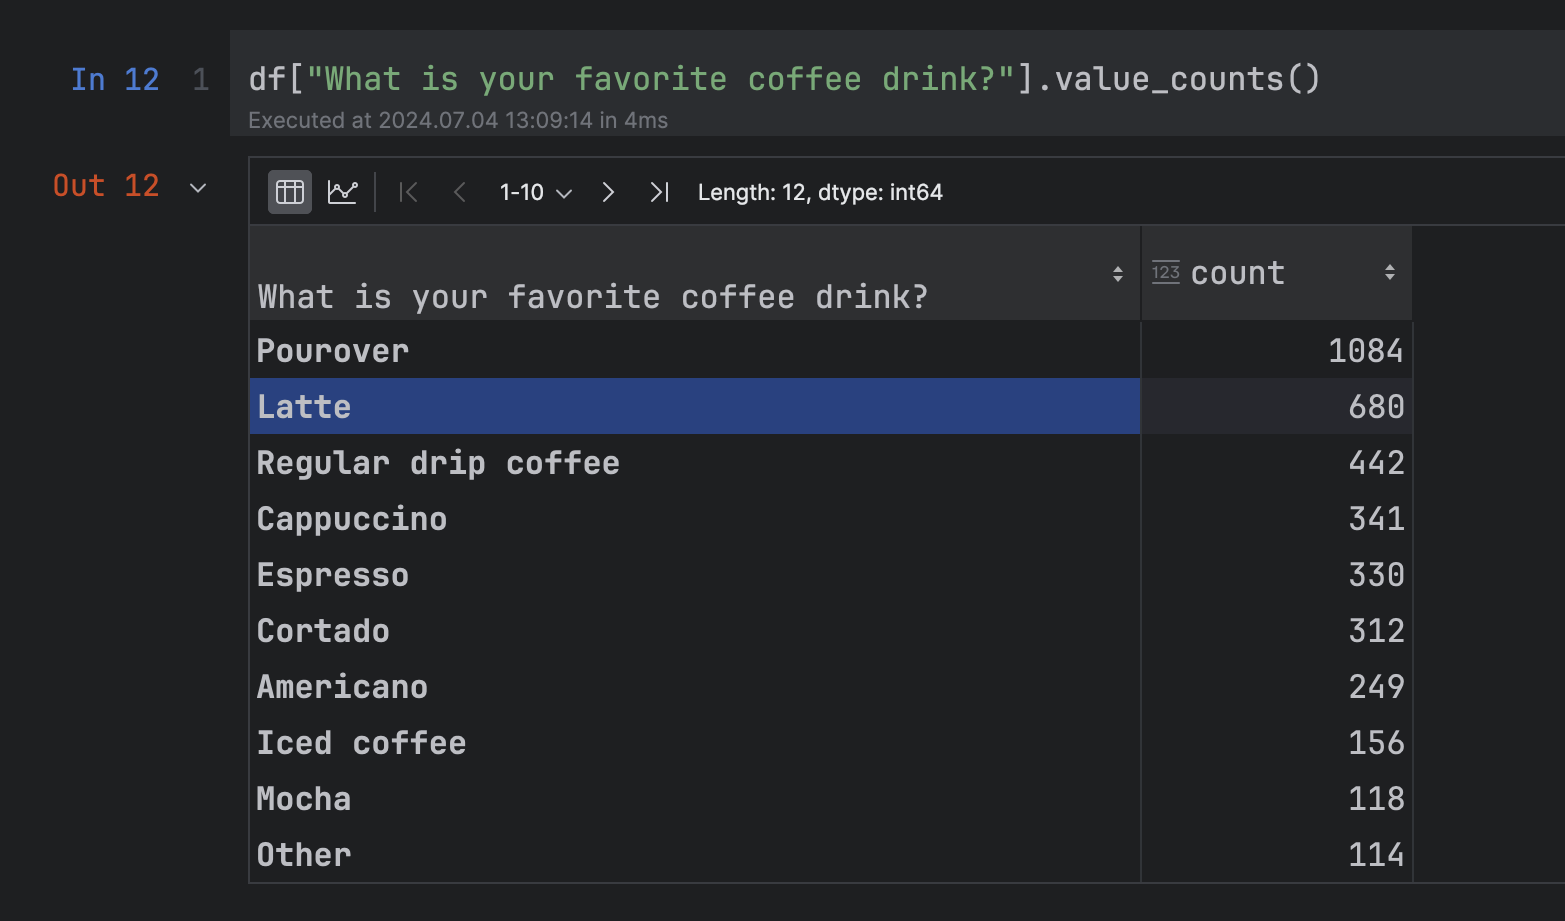 In 12 1 df["What is your favorite coffee drink?"].value_counts()
Executed at 2024.07.04 13:09:14 in 4ms
Out 12
1-10 Length: 12, dtype: int64
What is your favorite coffee drink? 123 count
Pourover 1084
Latte 680
Regular drip coffee 442
Cappuccino 341
Espresso 330
Cortado 312
Americano 249
Iced coffee 156
Mocha 118
Other 114